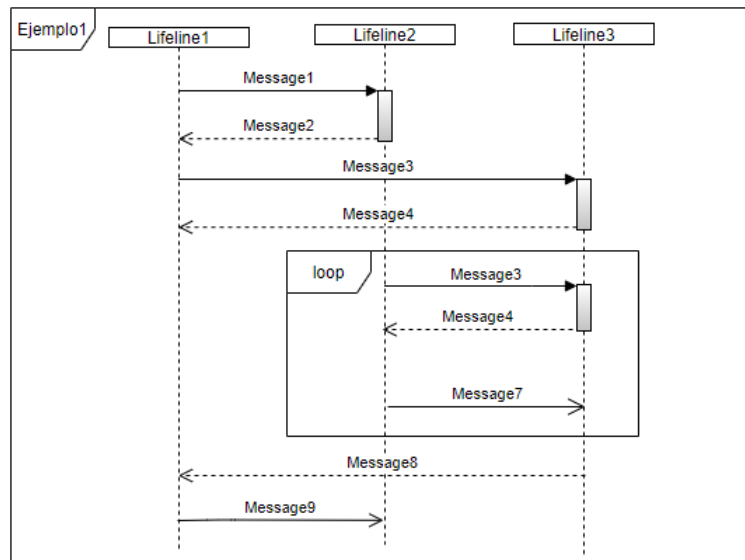 Ejemplo1
Lifeline1
Lifeline2
Lifeline3
Message1
Message2
Message3
Message4
loop
Message3
Message4
Message7
Message8
Message9